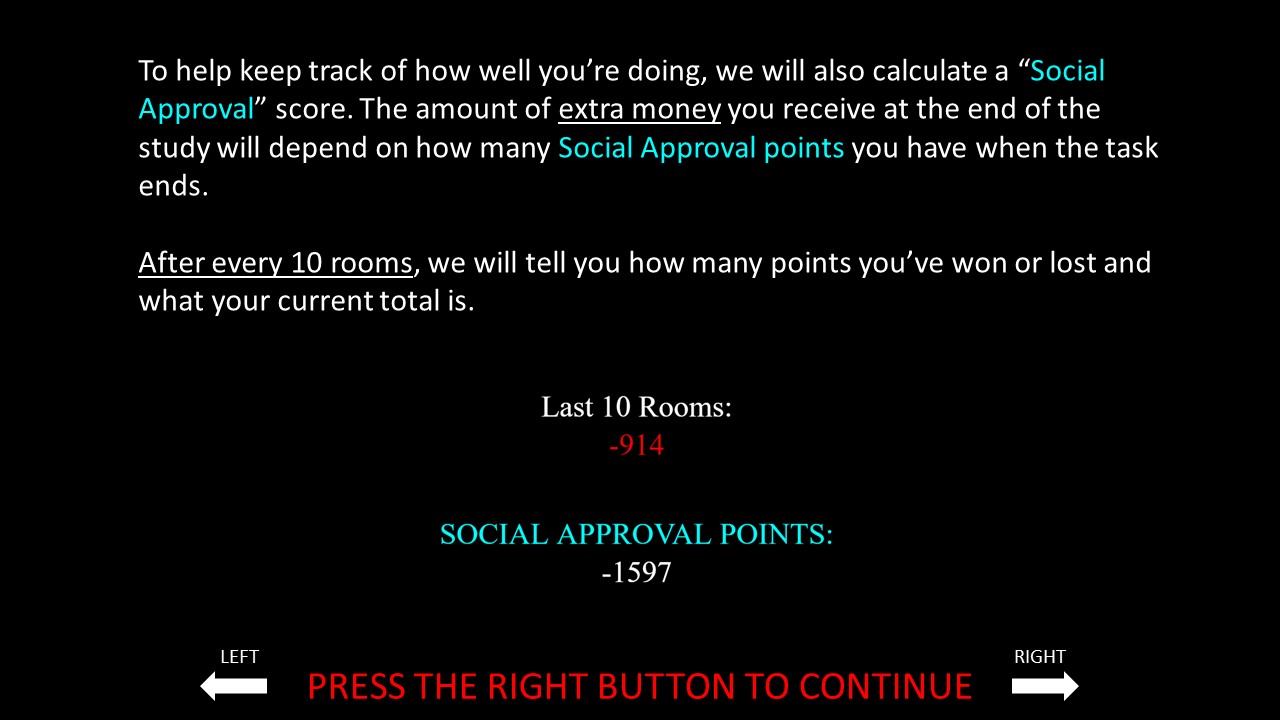 To help keep track of how well you’re doing, we will also calculate a “Social
Approval” score. The amount of extra money you receive at the end of the
study will depend on how many Social Approval points you have when the task
ends.
After every 10 rooms, we will tell you how many points you’ve won or lost and
what your current total is.
Last 10 Rooms:
-914
SOCIAL APPROVAL POINTS:
-1597
LEFT
RIGHT
PRESS THE RIGHT BUTTON TO CONTINUE